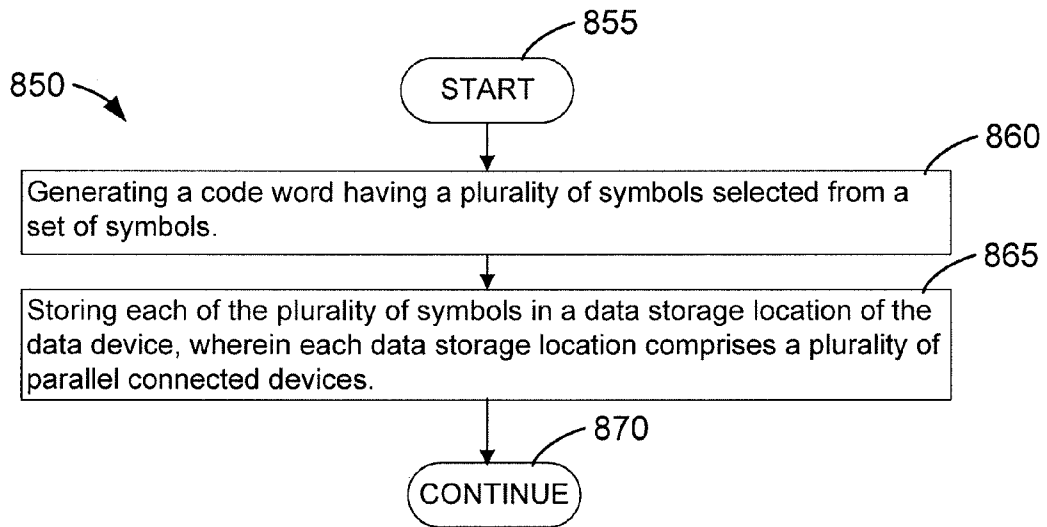 855
850
START
860
Generating a code word having a plurality of symbols selected from a
set of symbols.
865
Storing each of the plurality of symbols in a data storage location of the
data device, wherein each data storage location comprises a plurality of
parallel connected devices.
870
CONTINUE